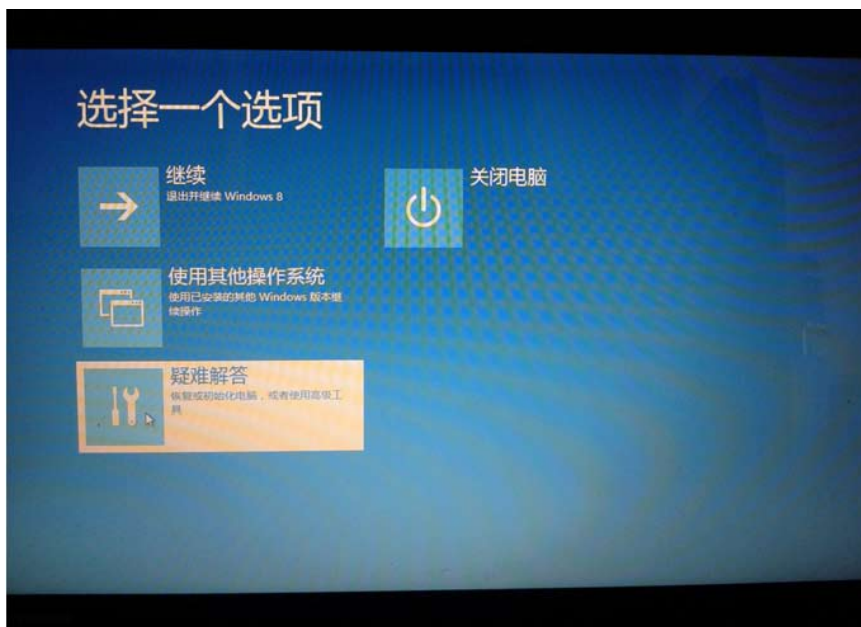 选择一个选项
继续
退出并继续 Windows 8
关闭电脑
使用其他操作系统
使用已安装的其他 Windows 版本继
续操作
疑难解答
恢复或初始化电脑，或者使用高级工
具